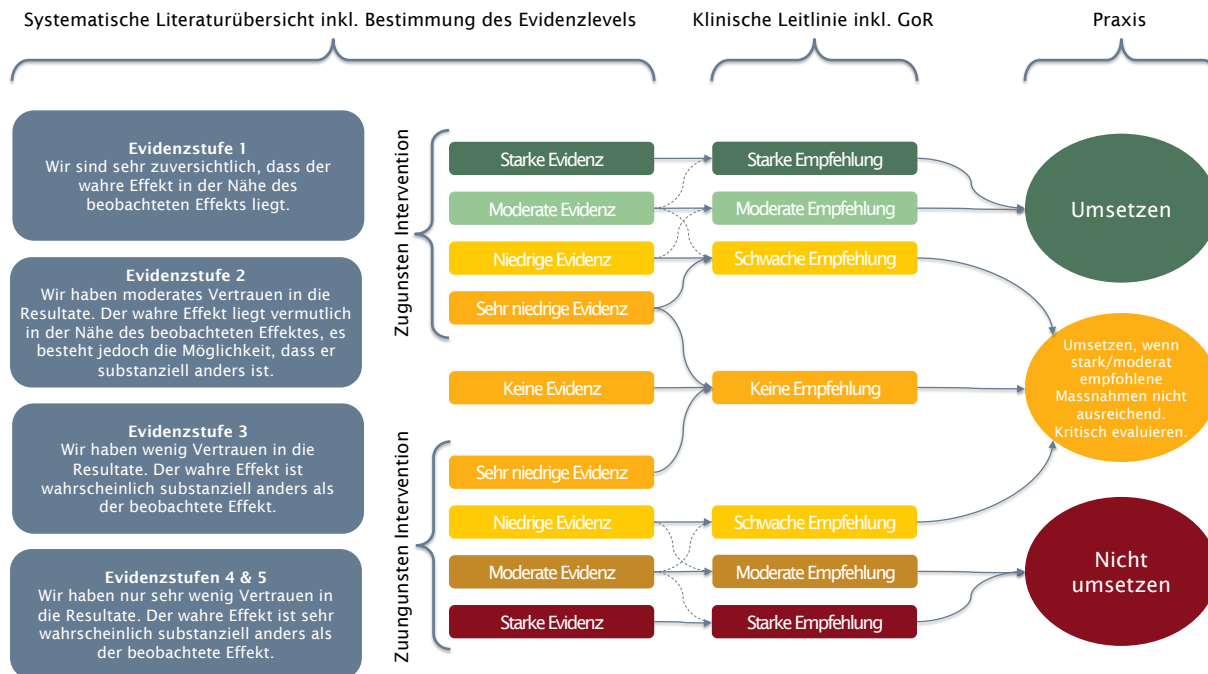 Systematische Literaturübersicht inkl. Bestimmung des Evidenzlevels
Klinische Leitlinie inkl. GoR
Praxis
Evidenzstufe 1
Wir sind sehr zuversichtlich, dass der
wahre Effekt in der Nähe des
beobachteten Effekts liegt.
Evidenzstufe 2
Wir haben moderates Vertrauen in die
Resultate. Der wahre Effekt liegt vermutlich
in der Nähe des beobachteten Effektes, es
besteht jedoch die Möglichkeit, dass er
substanziell anders ist.
Evidenzstufe 3
Wir haben wenig Vertrauen in die
Resultate. Der wahre Effekt ist
wahrscheinlich substanziell anders als
der beobachtete Effekt.
Evidenzstufen 4 & 5
Wir haben nur sehr wenig Vertrauen in
die Resultate. Der wahre Effekt ist sehr
wahrscheinlich substanziell anders als
der beobachtete Effekt.
Zugunsten Intervention
Starke Evidenz
Moderate Evidenz
Niedrige Evidenz
Sehr niedrige Evidenz
Keine Evidenz
Zuungunsten Intervention
Sehr niedrige Evidenz
Niedrige Evidenz
Moderate Evidenz
Starke Evidenz
Starke Empfehlung
Moderate Empfehlung
Schwache Empfehlung
Keine Empfehlung
Schwache Empfehlung
Moderate Empfehlung
Starke Empfehlung
Umsetzen
Umsetzen, wenn
stark/moderat
empfohlene
Massnahmen nicht
ausreichend.
Kritisch evaluieren.
Nicht
umsetzen